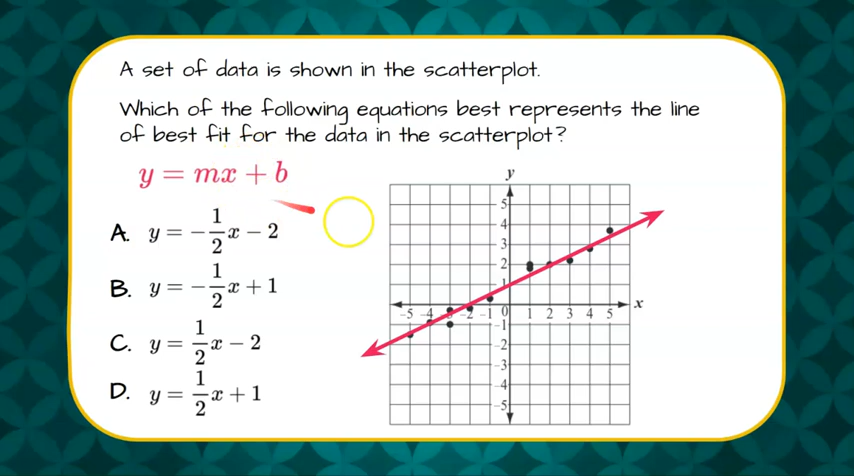 A set of data is shown in the scatterplot.
Which of the following equations best represents the line
of best fit for the data in the scatterplot?
y = mx + b
A. y = -1/2x - 2
B. y = -1/2x + 1
C. y = 1/2x - 2
D. y = 1/2x + 1
y
5
4
3
2
1
-5 -4 -2 -1 0 1 2 3 4 5 x
-1
-2
-3
-4
-5